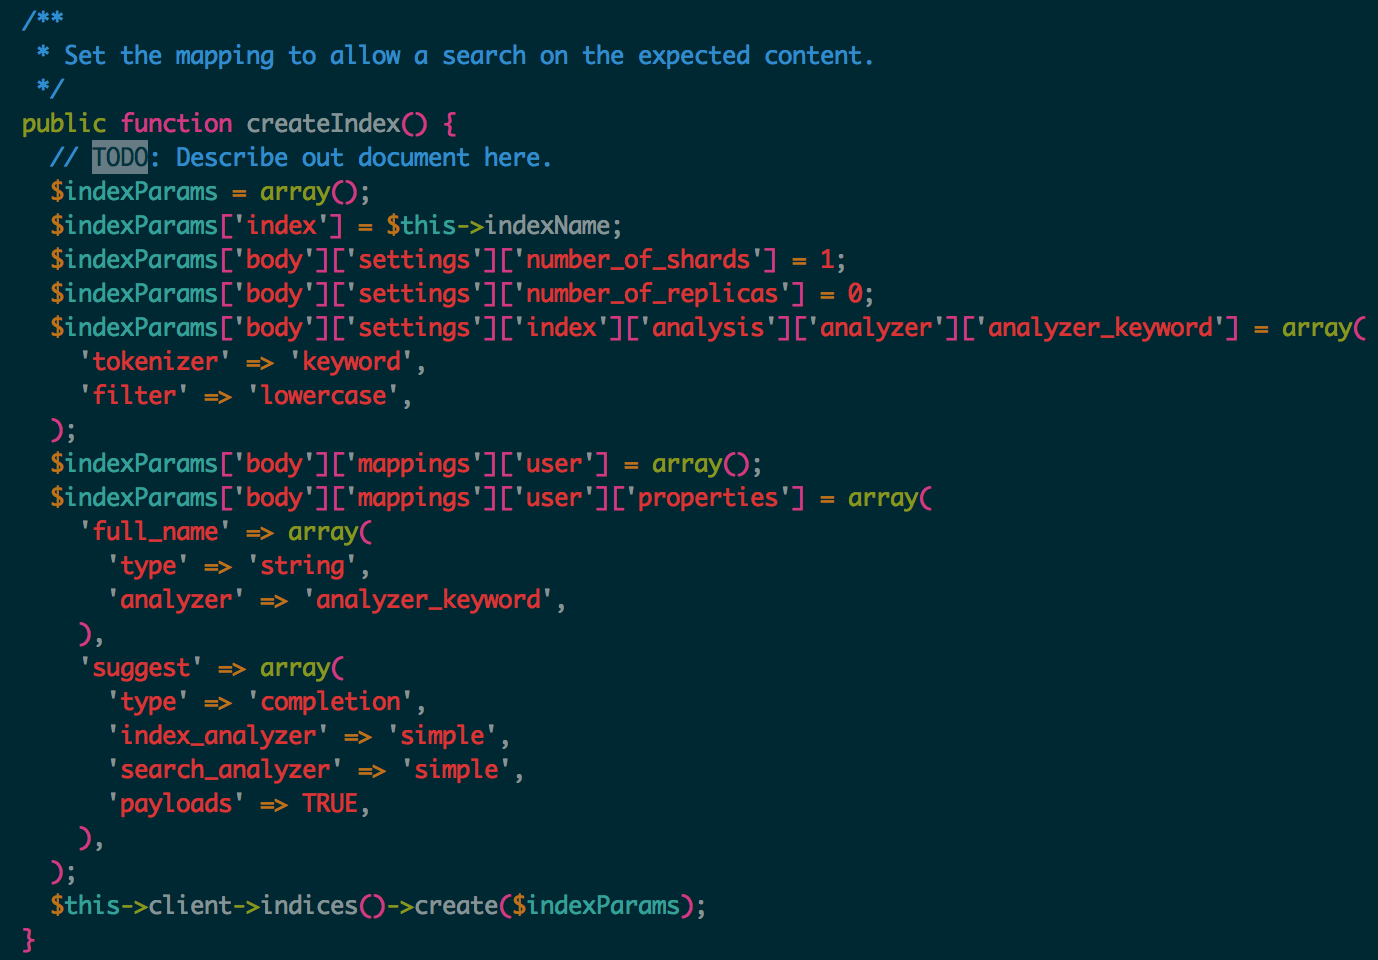 /**
 * Set the mapping to allow a search on the expected content.
 */
public function createIndex() {
  // TODO: Describe out document here.
  $indexParams = array();
  $indexParams['index'] = $this->indexName;
  $indexParams['body']['settings']['number_of_shards'] = 1;
  $indexParams['body']['settings']['number_of_replicas'] = 0;
  $indexParams['body']['settings']['index']['analysis']['analyzer']['analyzer_keyword'] = array(
    'tokenizer' => 'keyword',
    'filter' => 'lowercase',
  );
  $indexParams['body']['mappings']['user'] = array();
  $indexParams['body']['mappings']['user']['properties'] = array(
    'full_name' => array(
      'type' => 'string',
      'analyzer' => 'analyzer_keyword',
    ),
    'suggest' => array(
      'type' => 'completion',
      'index_analyzer' => 'simple',
      'search_analyzer' => 'simple',
      'payloads' => TRUE,
    ),
  );
  $this->client->indices()->create($indexParams);
}